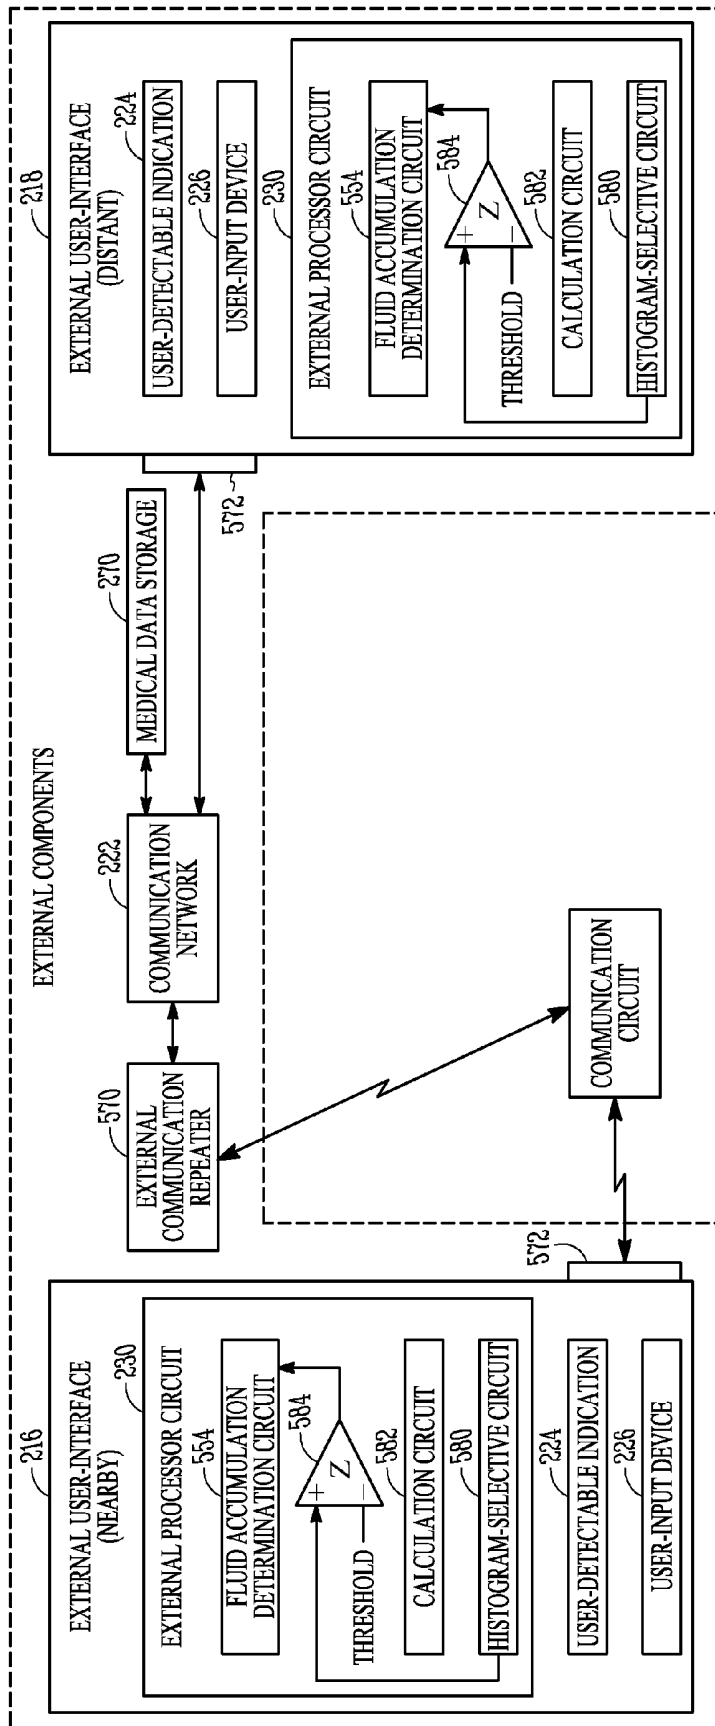 EXTERNAL COMPONENTS
216
EXTERNAL USER-INTERFACE
(NEARBY)
230
EXTERNAL PROCESSOR CIRCUIT
554
FLUID ACCUMULATION
DETERMINATION CIRCUIT
584
+
Z
−
THRESHOLD
582
CALCULATION CIRCUIT
580
HISTOGRAM-SELECTIVE CIRCUIT
224
USER-DETECTABLE INDICATION
226
USER-INPUT DEVICE
572
570
EXTERNAL
COMMUNICATION
REPEATER
222
COMMUNICATION
NETWORK
270
MEDICAL DATA STORAGE
COMMUNICATION
CIRCUIT
218
EXTERNAL USER-INTERFACE
(DISTANT)
224
USER-DETECTABLE INDICATION
226
USER-INPUT DEVICE
572
230
EXTERNAL PROCESSOR CIRCUIT
554
FLUID ACCUMULATION
DETERMINATION CIRCUIT
584
+
Z
−
THRESHOLD
582
CALCULATION CIRCUIT
580
HISTOGRAM-SELECTIVE CIRCUIT